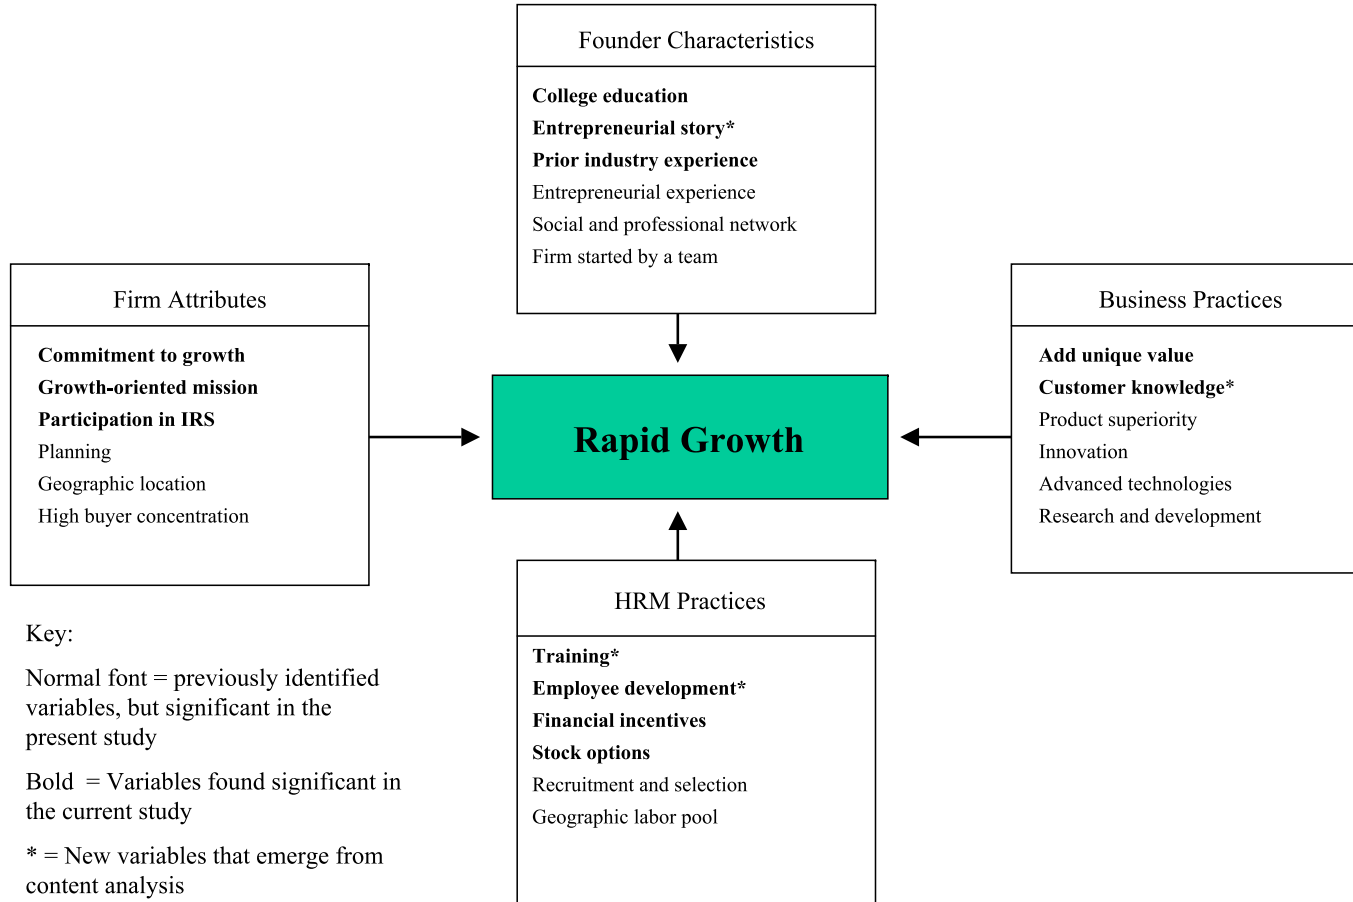 Founder Characteristics
College education
Entrepreneurial story*
Prior industry experience
Entrepreneurial experience
Social and professional network
Firm started by a team
Firm Attributes
Commitment to growth
Growth-oriented mission
Participation in IRS
Planning
Geographic location
High buyer concentration
Rapid Growth
Business Practices
Add unique value
Customer knowledge*
Product superiority
Innovation
Advanced technologies
Research and development
HRM Practices
Training*
Employee development*
Financial incentives
Stock options
Recruitment and selection
Geographic labor pool
Key:
Normal font = previously identified
variables, but significant in the
present study
Bold = Variables found significant in
the current study
* = New variables that emerge from
content analysis